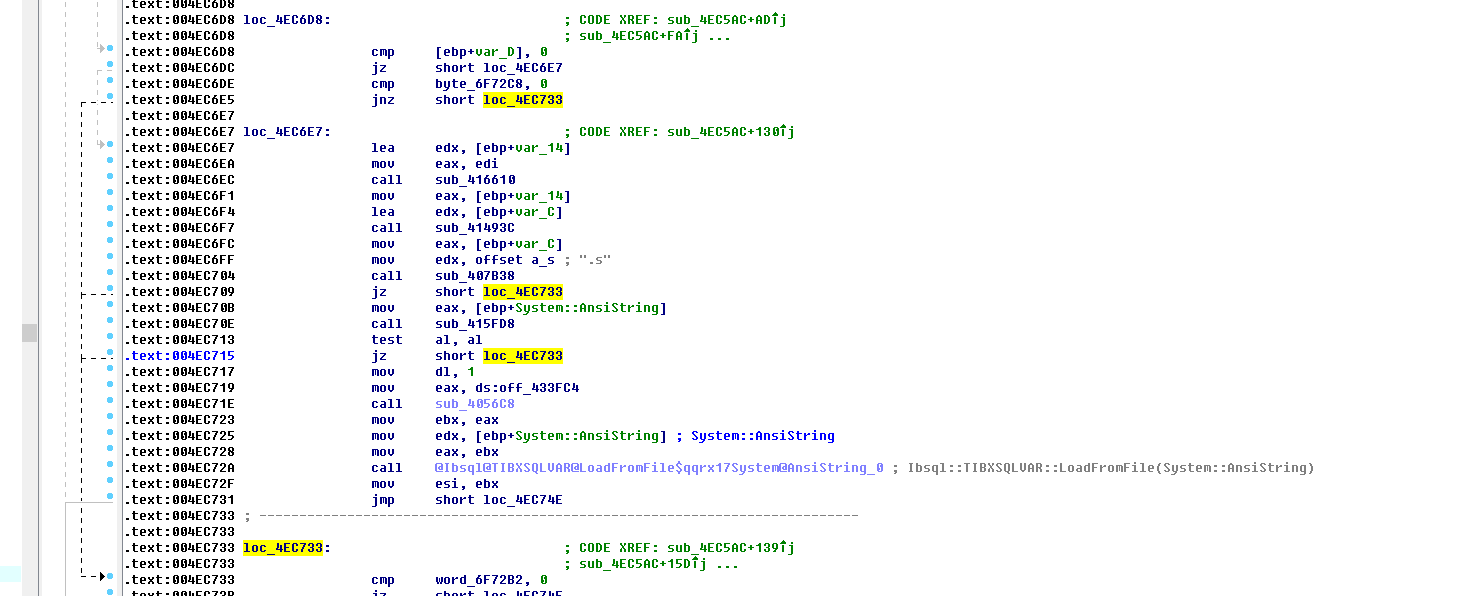 .text:004EC6D8
.text:004EC6D8 loc_4EC6D8: ; CODE XREF: sub_4EC5AC+AD↑j
.text:004EC6D8 ; sub_4EC5AC+FA↑j ...
.text:004EC6D8 cmp [ebp+var_D], 0
.text:004EC6DC jz short loc_4EC6E7
.text:004EC6DE cmp byte_6F72C8, 0
.text:004EC6E5 jnz short loc_4EC733
.text:004EC6E7
.text:004EC6E7 loc_4EC6E7: ; CODE XREF: sub_4EC5AC+130↑j
.text:004EC6E7 lea edx, [ebp+var_14]
.text:004EC6EA mov eax, edi
.text:004EC6EC call sub_416610
.text:004EC6F1 mov eax, [ebp+var_14]
.text:004EC6F4 lea edx, [ebp+var_C]
.text:004EC6F7 call sub_41493C
.text:004EC6FC mov eax, [ebp+var_C]
.text:004EC6FF mov edx, offset a_s ; ".s"
.text:004EC704 call sub_407B38
.text:004EC709 jz short loc_4EC733
.text:004EC70B mov eax, [ebp+System::AnsiString]
.text:004EC70E call sub_415FD8
.text:004EC713 test al, al
.text:004EC715 jz short loc_4EC733
.text:004EC717 mov dl, 1
.text:004EC719 mov eax, ds:off_433FC4
.text:004EC71E call sub_4056C8
.text:004EC723 mov ebx, eax
.text:004EC725 mov edx, [ebp+System::AnsiString] ; System::AnsiString
.text:004EC728 mov eax, ebx
.text:004EC72A call @Ibsql@TIBXSQLVAR@LoadFromFile$qqrx17System@AnsiString_0 ; Ibsql::TIBXSQLVAR::LoadFromFile(System::AnsiString)
.text:004EC72F mov esi, ebx
.text:004EC731 jmp short loc_4EC74E
.text:004EC733 ; ---------------------------------------------------------------------------
.text:004EC733
.text:004EC733 loc_4EC733: ; CODE XREF: sub_4EC5AC+139↑j
.text:004EC733 ; sub_4EC5AC+15D↑j ...
.text:004EC733 cmp word_6F72B2, 0
.text:004EC73B jz short loc_4EC74E